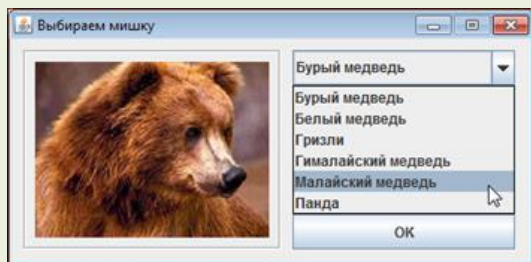 Выбираем мишку
Бурый медведь
Бурый медведь
Белый медведь
Гризли
Гималайский медведь
Малайский медведь
Панда
OK